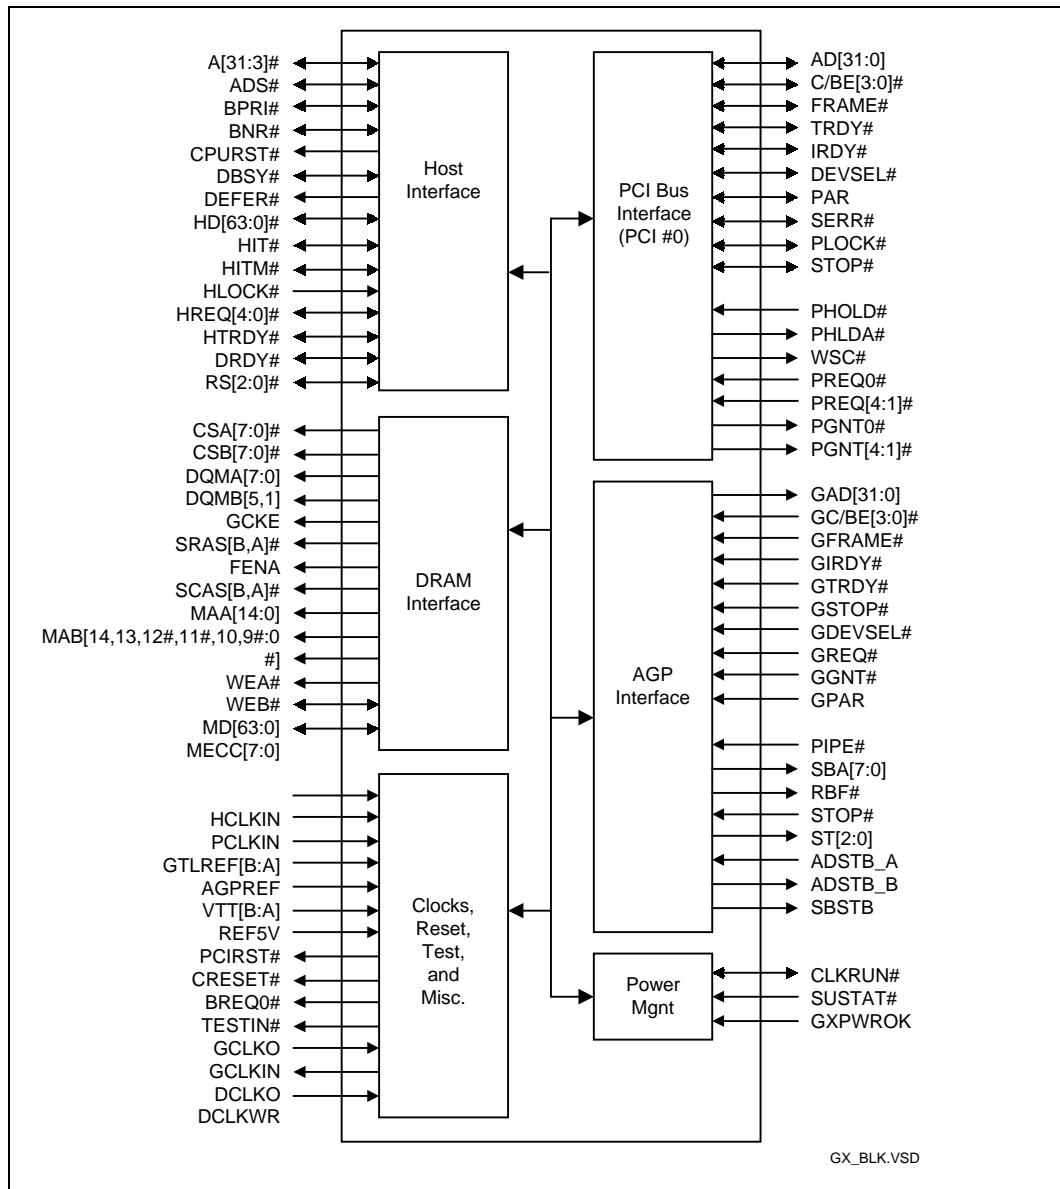 A[31:3]#
ADS#
BPRI#
BNR#
CPURST#
DBSY#
DEFER#
HD[63:0]#
HIT#
HITM#
HLOCK#
HREQ[4:0]#
HTRDY#
DRDY#
RS[2:0]#
Host
Interface
CSA[7:0]#
CSB[7:0]#
DQMA[7:0]
DQMB[5,1]
GCKE
SRAS[B,A]#
FENA
SCAS[B,A]#
MAA[14:0]
MAB[14,13,12#,11#,10,9#:0
#]
WEA#
WEB#
MD[63:0]
MECC[7:0]
DRAM
Interface
HCLKIN
PCLKIN
GTLREF[B:A]
AGPREF
VTT[B:A]
REF5V
PCIRST#
CRESET#
BREQ0#
TESTIN#
GCLKO
GCLKIN
DCLKO
DCLKWR
Clocks,
Reset,
Test,
and
Misc.
PCI Bus
Interface
(PCI #0)
AD[31:0]
C/BE[3:0]#
FRAME#
TRDY#
IRDY#
DEVSEL#
PAR
SERR#
PLOCK#
STOP#
PHOLD#
PHLDA#
WSC#
PREQ0#
PREQ[4:1]#
PGNT0#
PGNT[4:1]#
AGP
Interface
GAD[31:0]
GC/BE[3:0]#
GFRAME#
GIRDY#
GTRDY#
GSTOP#
GDEVSEL#
GREQ#
GGNT#
GPAR
PIPE#
SBA[7:0]
RBF#
STOP#
ST[2:0]
ADSTB_A
ADSTB_B
SBSTB
Power
Mgnt
CLKRUN#
SUSTAT#
GXPWROK
GX_BLK.VSD